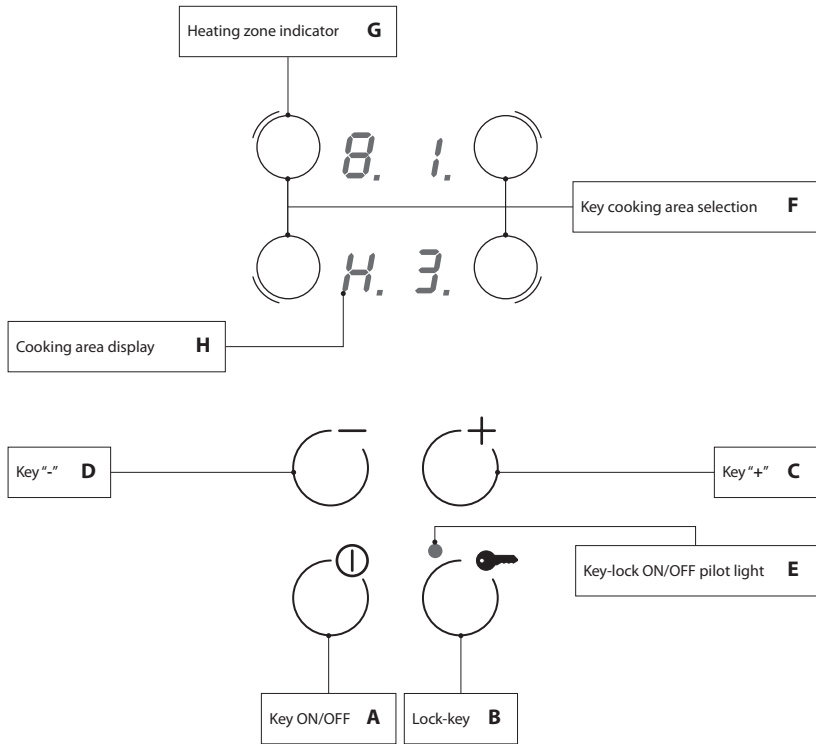 Heating zone indicator G
8. 1.
Key cooking area selection F
H. 3.
Cooking area display H
Key "-" D
Key "+" C
Key-lock ON/OFF pilot light E
Key ON/OFF A
Lock-key B